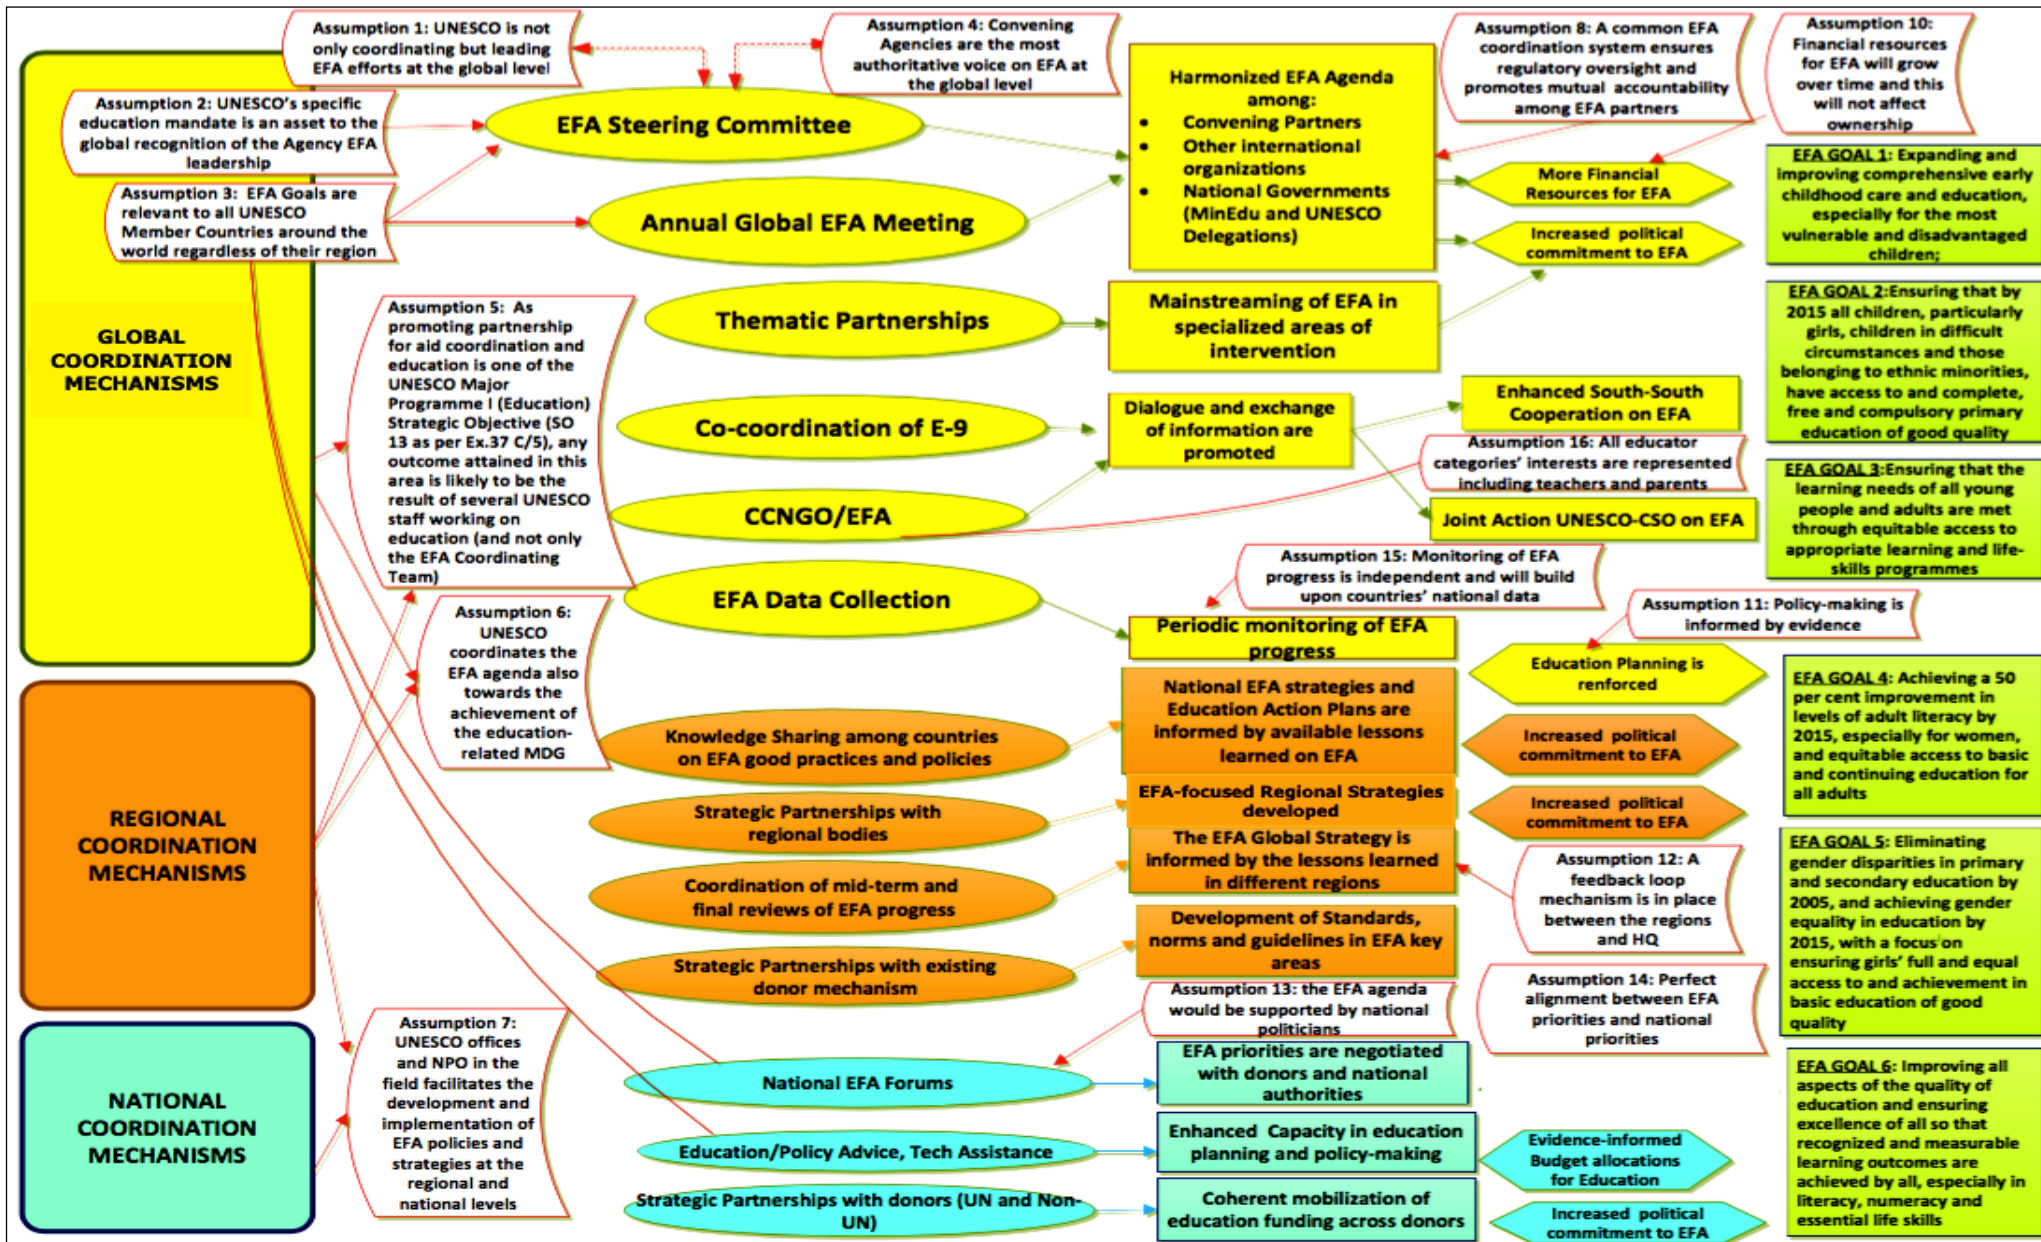 Assumption 1: UNESCO is not
only coordinating but leading
EFA efforts at the global level
Assumption 4: Convening
Agencies are the most
authoritative voice on EFA at
the global level
Assumption 8: A common EFA
coordination system ensures
regulatory oversight and
promotes mutual accountability
among EFA partners
Assumption 10:
Financial resources
for EFA will grow
over time and this
will not affect
ownership
Assumption 2: UNESCO's specific
education mandate is an asset to the
global recognition of the Agency EFA
leadership
Assumption 3: EFA Goals are
relevant to all UNESCO
Member Countries around the
world regardless of their region
GLOBAL
COORDINATION
MECHANISMS
EFA Steering Committee
Annual Global EFA Meeting
Thematic Partnerships
Co-coordination of E-9
CCNGO/EFA
EFA Data Collection
Harmonized EFA Agenda
among:
• Convening Partners
• Other international
organizations
• National Governments
(MinEdu and UNESCO
Delegations)
More Financial
Resources for EFA
Increased political
commitment to EFA
Mainstreaming of EFA in
specialized areas of
intervention
Dialogue and exchange
of information are
promoted
Enhanced South-South
Cooperation on EFA
Assumption 16: All educator
categories' interests are represented
including teachers and parents
Joint Action UNESCO-CSO on EFA
Assumption 15: Monitoring of EFA
progress is independent and will build
upon countries' national data
Periodic monitoring of EFA
progress
Assumption 11: Policy-making is
informed by evidence
Education Planning is
renforced
Assumption 5: As
promoting partnership
for aid coordination and
education is one of the
UNESCO Major
Programme I (Education)
Strategic Objective (SO
13 as per Ex.37 C/5), any
outcome attained in this
area is likely to be the
result of several UNESCO
staff working on
education (and not only
the EFA Coordinating
Team)
Assumption 6:
UNESCO
coordinates the
EFA agenda also
towards the
achievement of
the education-
related MDG
REGIONAL
COORDINATION
MECHANISMS
Knowledge Sharing among countries
on EFA good practices and policies
Strategic Partnerships with
regional bodies
Coordination of mid-term and
final reviews of EFA progress
Strategic Partnerships with existing
donor mechanism
National EFA strategies and
Education Action Plans are
informed by available lessons
learned on EFA
EFA-focused Regional Strategies
developed
The EFA Global Strategy is
informed by the lessons learned
in different regions
Development of Standards,
norms and guidelines in EFA key
areas
Increased political
commitment to EFA
Increased political
commitment to EFA
Assumption 12: A
feedback loop
mechanism is in place
between the regions
and HQ
Assumption 13: the EFA agenda
would be supported by national
politicians
Assumption 14: Perfect
alignment between EFA
priorities and national
priorities
NATIONAL
COORDINATION
MECHANISMS
Assumption 7:
UNESCO offices
and NPO in the
field facilitates the
development and
implementation of
EFA policies and
strategies at the
regional and
national levels
National EFA Forums
Education/Policy Advice, Tech Assistance
Strategic Partnerships with donors (UN and Non-
UN)
EFA priorities are negotiated
with donors and national
authorities
Enhanced Capacity in education
planning and policy-making
Coherent mobilization of
education funding across donors
Evidence-informed
Budget allocations
for Education
Increased political
commitment to EFA
EFA GOAL 1: Expanding and
improving comprehensive early
childhood care and education,
especially for the most
vulnerable and disadvantaged
children;
EFA GOAL 2:Ensuring that by
2015 all children, particularly
girls, children in difficult
circumstances and those
belonging to ethnic minorities,
have access to and complete,
free and compulsory primary
education of good quality
EFA GOAL 3:Ensuring that the
learning needs of all young
people and adults are met
through equitable access to
appropriate learning and life-
skills programmes
EFA GOAL 4: Achieving a 50
per cent improvement in
levels of adult literacy by
2015, especially for women,
and equitable access to basic
and continuing education for
all adults
EFA GOAL 5: Eliminating
gender disparities in primary
and secondary education by
2005, and achieving gender
equality in education by
2015, with a focus on
ensuring girls' full and equal
access to and achievement in
basic education of good
quality
EFA GOAL 6: Improving all
aspects of the quality of
education and ensuring
excellence of all so that
recognized and measurable
learning outcomes are
achieved by all, especially in
literacy, numeracy and
essential life skills